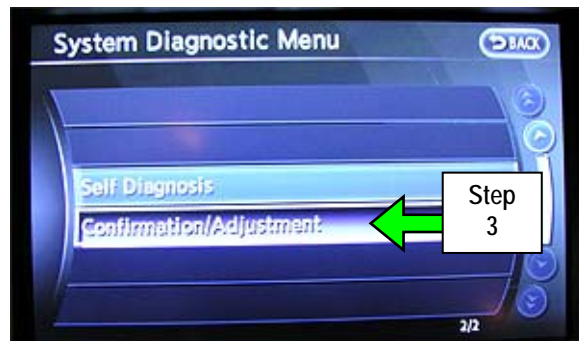 System Diagnostic Menu
BACK
Self Diagnosis
Confirmation/Adjustment
Step
3
2/2